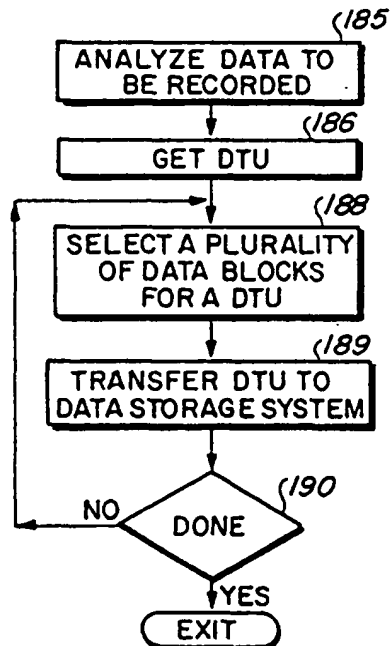 185
ANALYZE DATA TO
BE RECORDED
186
GET DTU
188
SELECT A PLURALITY
OF DATA BLOCKS
FOR A DTU
189
TRANSFER DTU TO
DATA STORAGE SYSTEM
190
NO
DONE
YES
EXIT